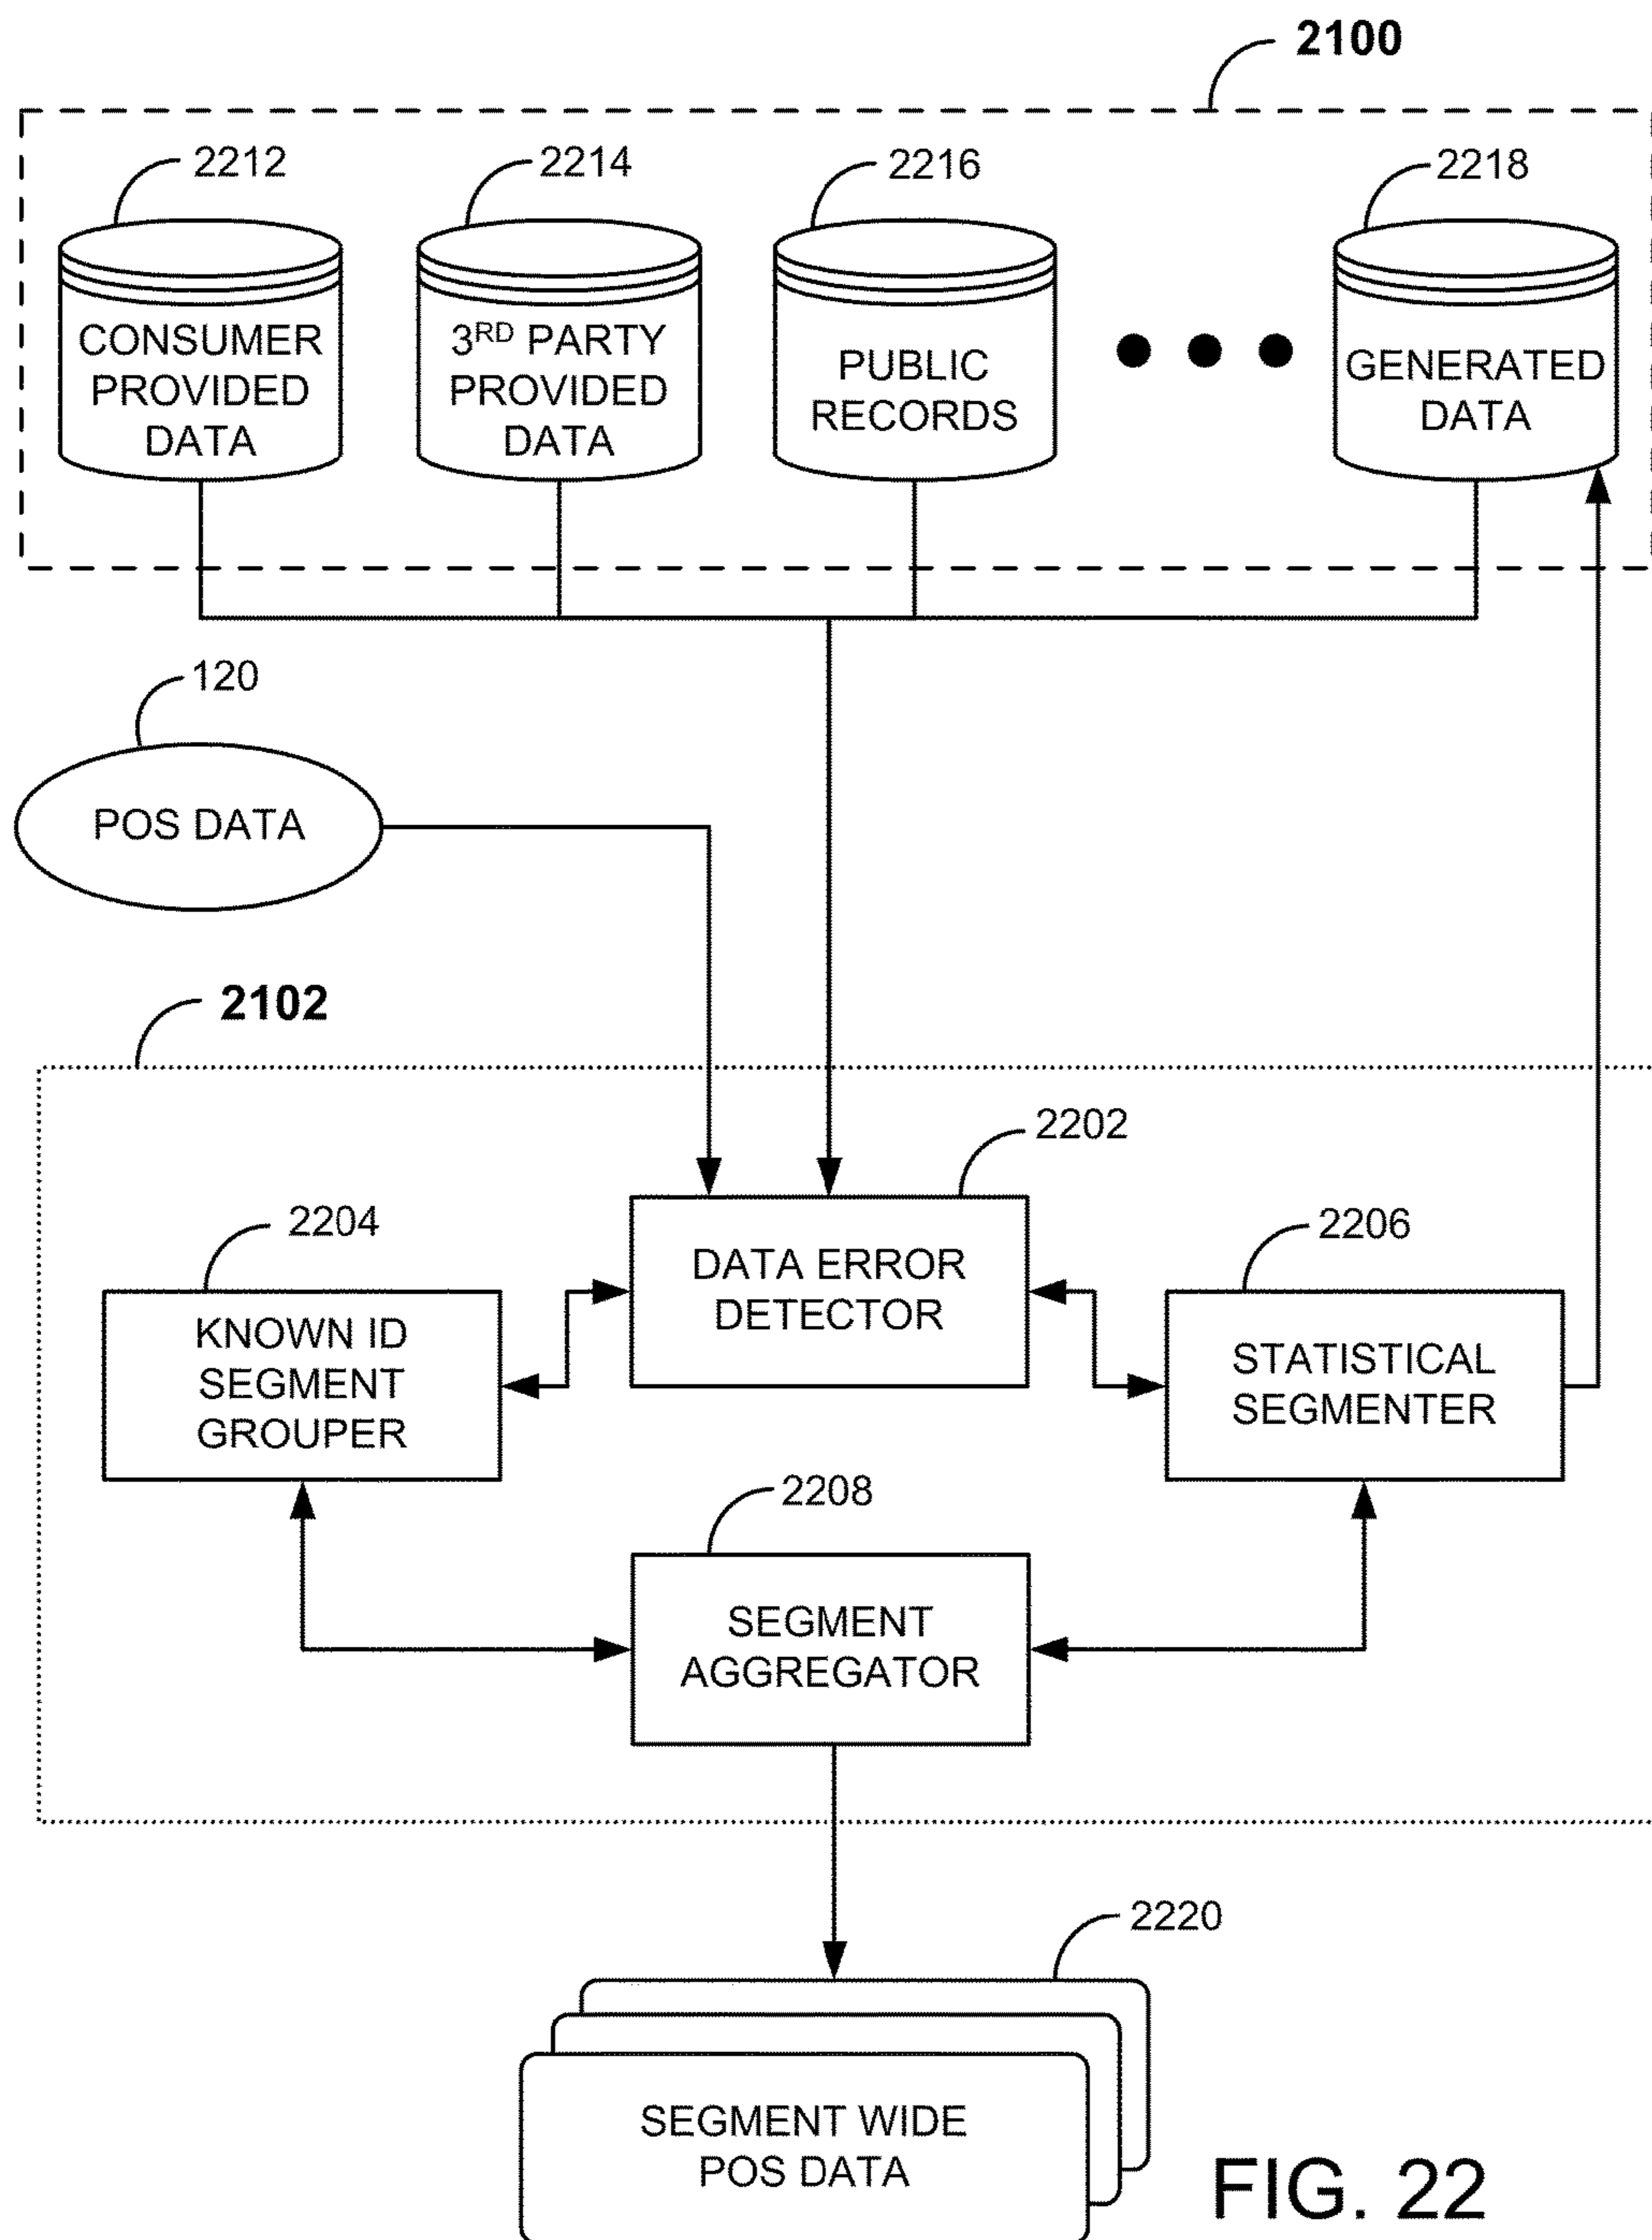 2100
2212
2214
2216
2218
CONSUMER
PROVIDED
DATA
3RD PARTY
PROVIDED
DATA
PUBLIC
RECORDS
GENERATED
DATA
120
POS DATA
2102
2202
2204
2206
DATA ERROR
DETECTOR
KNOWN ID
SEGMENT
GROUPER
STATISTICAL
SEGMENTER
2208
SEGMENT
AGGREGATOR
2220
SEGMENT WIDE
POS DATA
FIG. 22